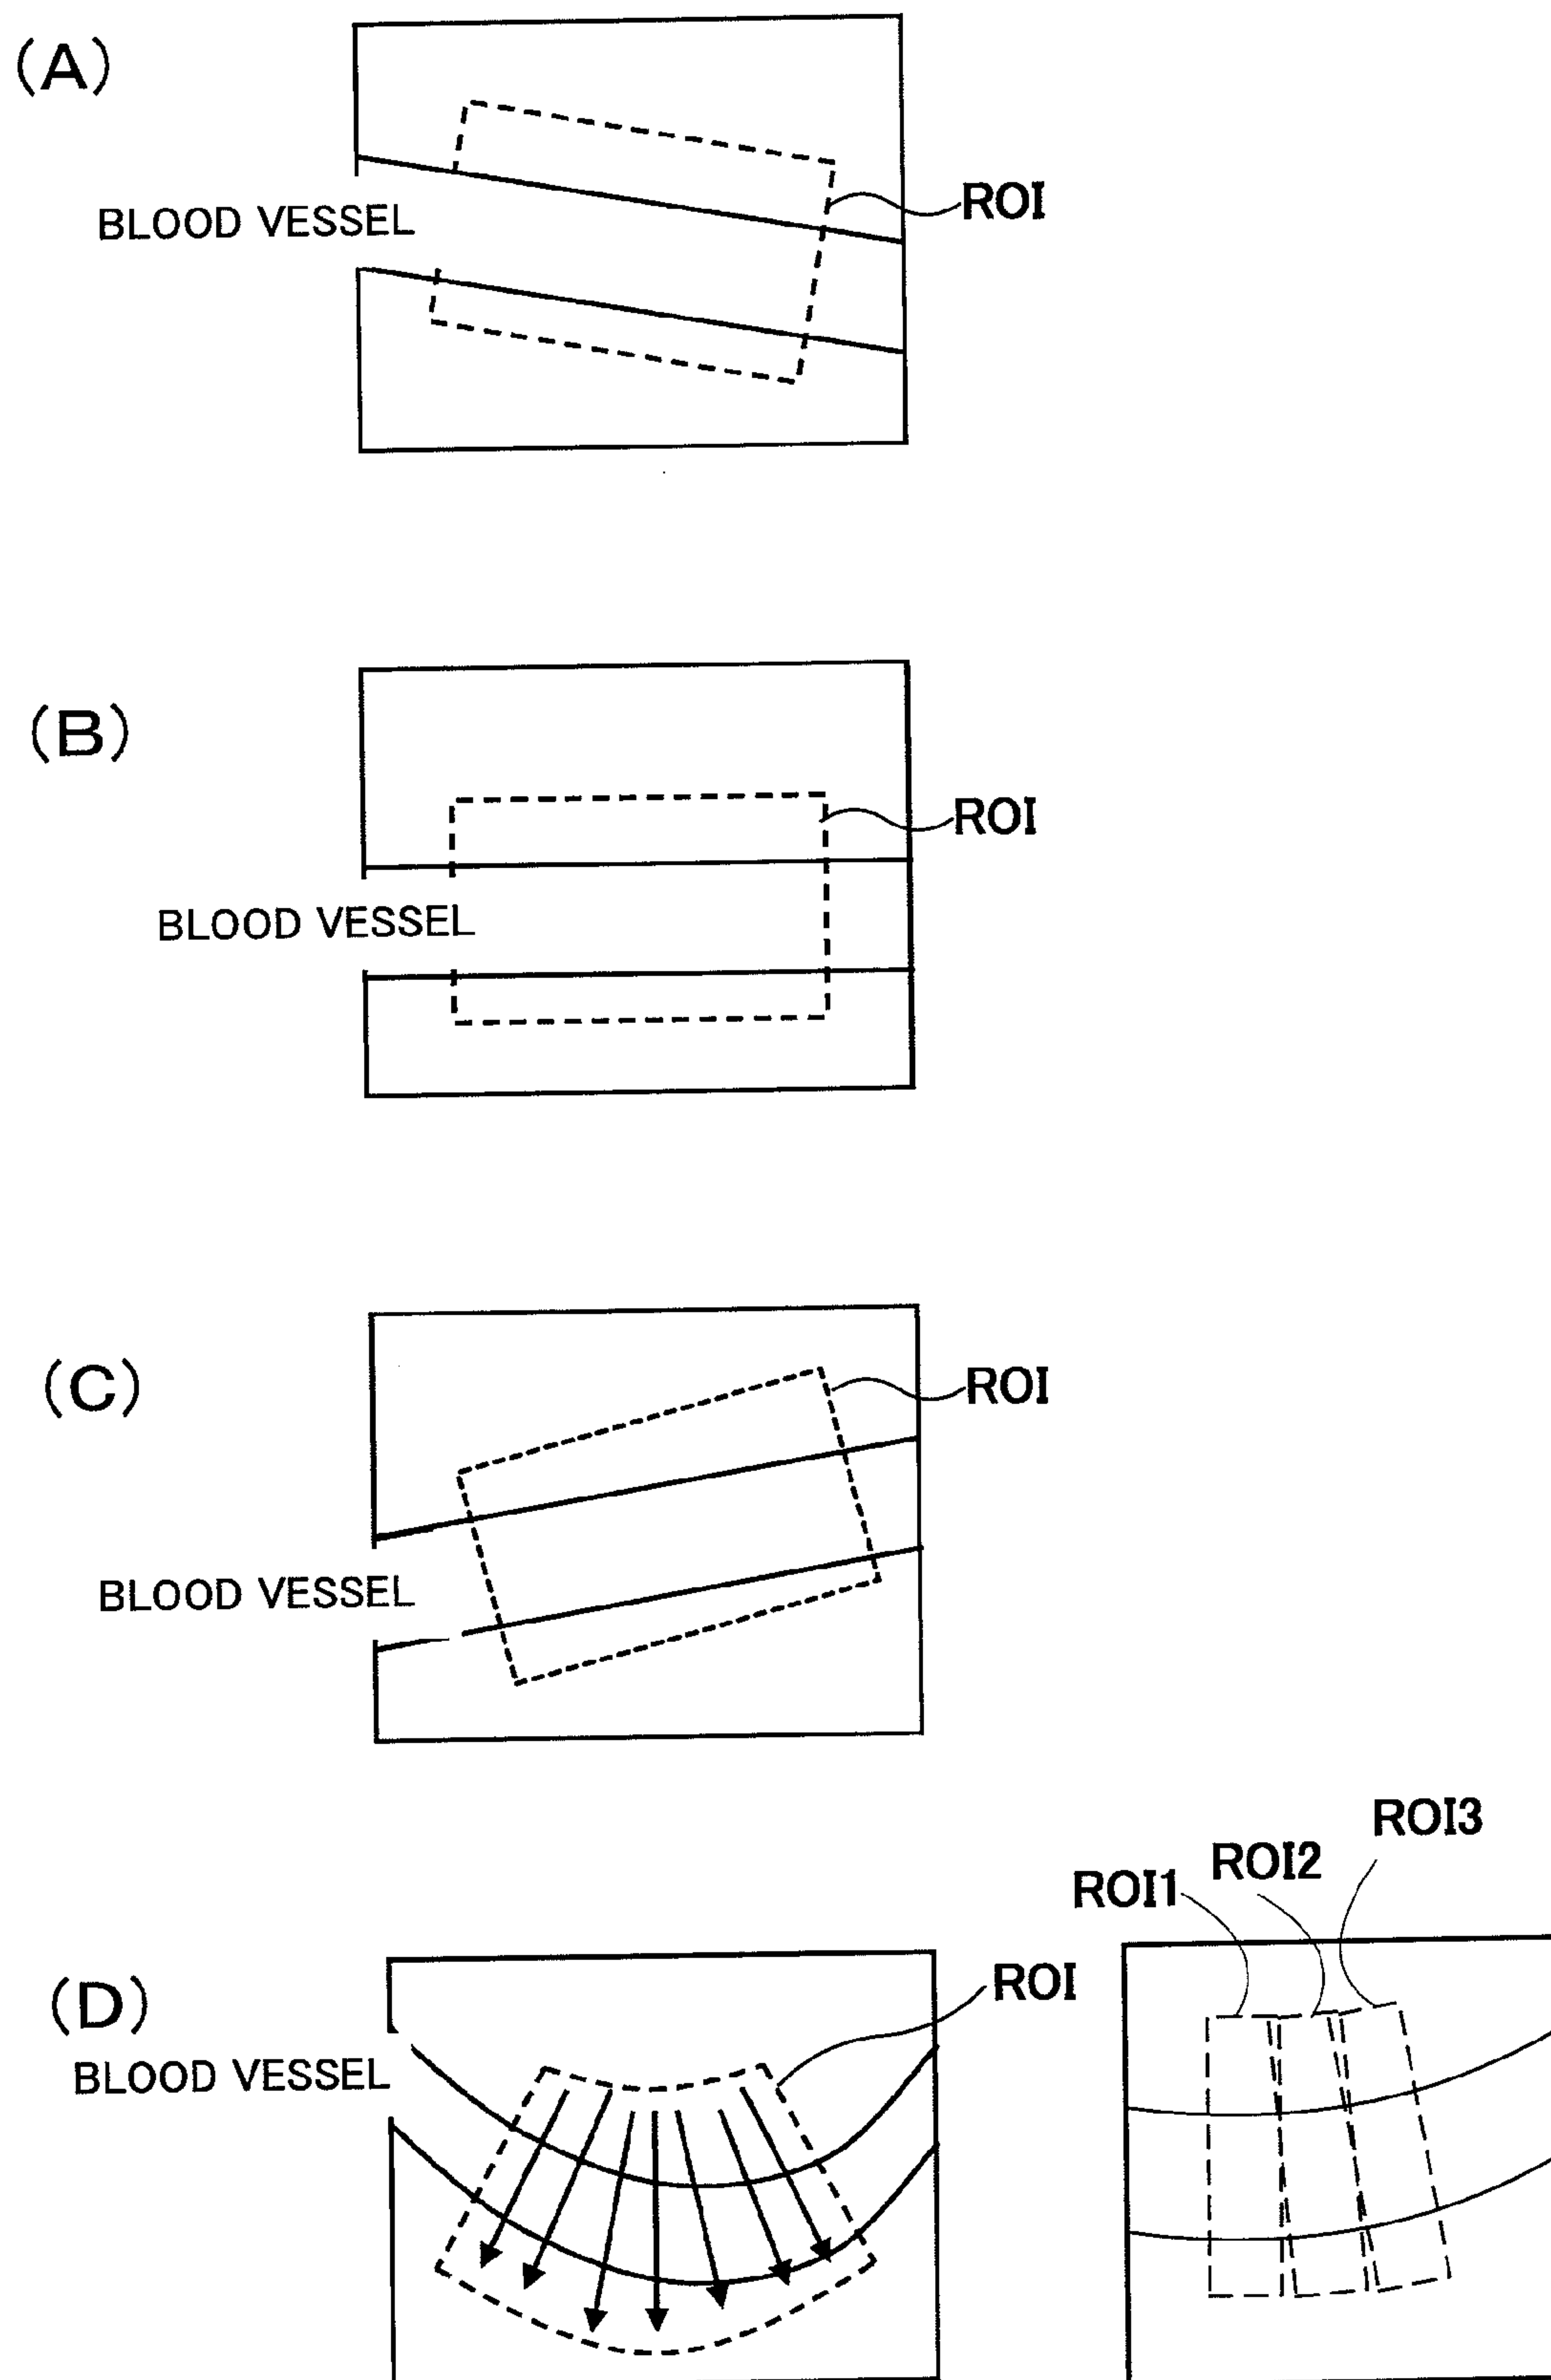 (A)
ROI
BLOOD VESSEL
(B)
ROI
BLOOD VESSEL
(C)
ROI
BLOOD VESSEL
ROI3
ROI2
ROI1
(D)
ROI
BLOOD VESSEL